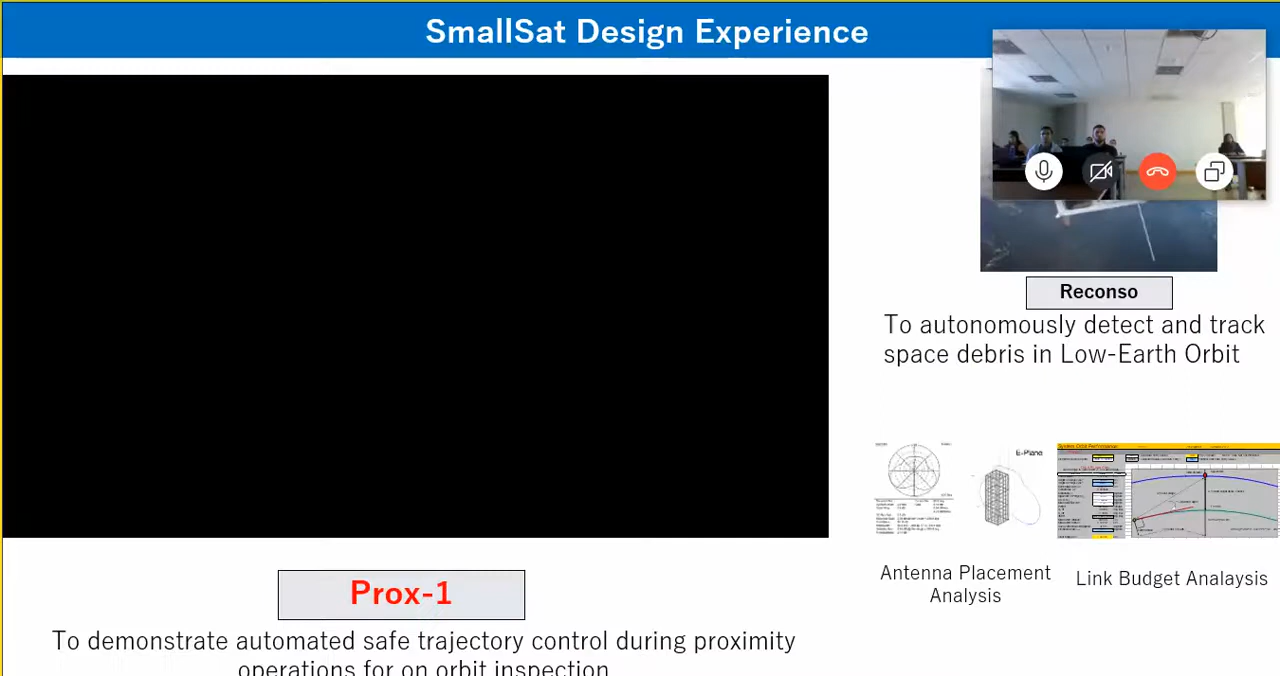 SmallSat Design Experience
Reconso
To autonomously detect and track
space debris in Low-Earth Orbit
E-Plane
Antenna Placement
Analysis
Link Budget Analaysis
Prox-1
To demonstrate automated safe trajectory control during proximity
operations for on orbit inspection